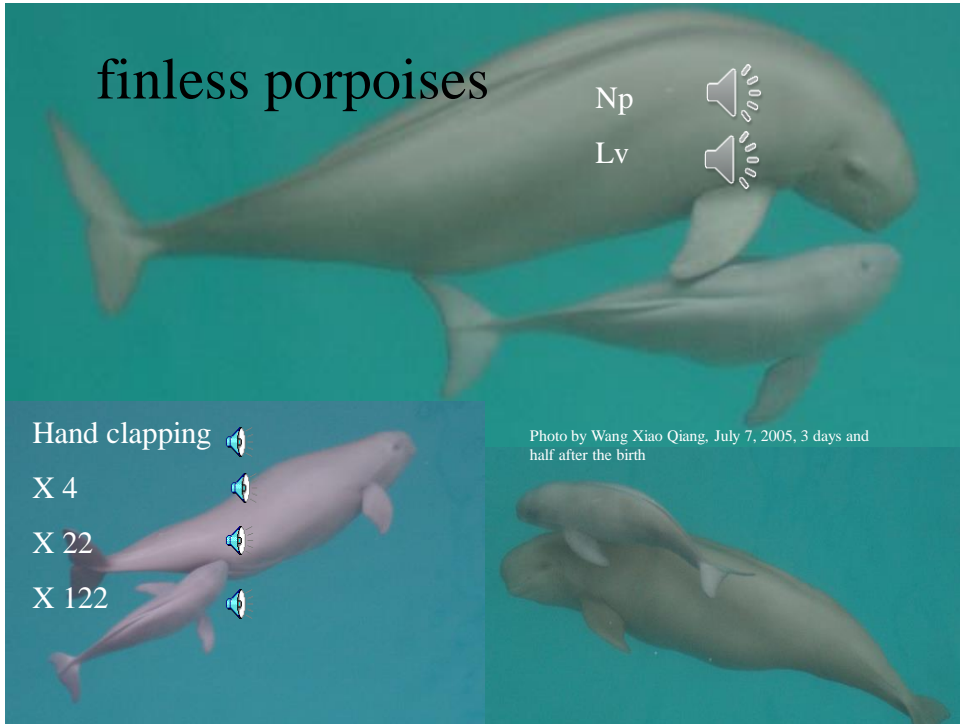 finless porpoises
Np
Lv
Hand clapping
X 4
X 22
X 122
Photo by Wang Xiao Qiang, July 7, 2005, 3 days and
half after the birth